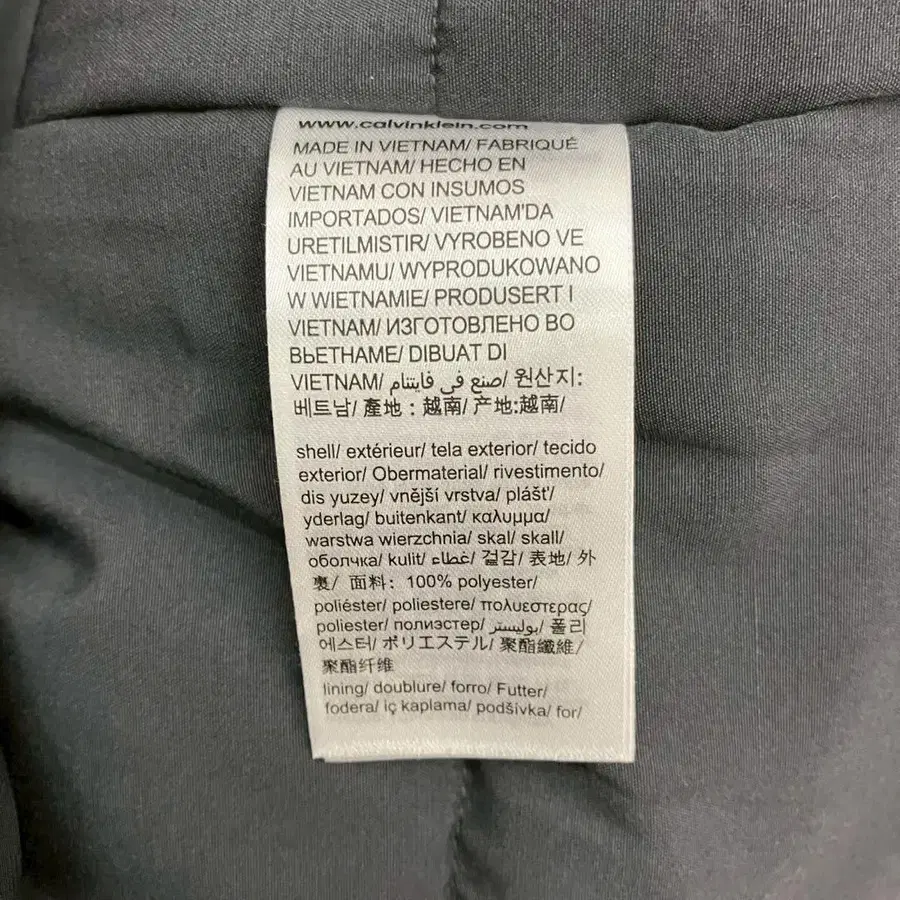 www.calvinklein.com
MADE IN VIETNAM/ FABRIQUÉ
AU VIETNAM/ HECHO EN
VIETNAM CON INSUMOS
IMPORTADOS/ VIETNAM'DA
URETILMISTIR/ VYROBENO VE
VIETNAMU/ WYPRODUKOWANO
W WIETNAMIE/ PRODUSERT I
VIETNAM/ ИЗГОТОВЛЕНО ВО
ВЬЕТНАМЕ/ DIBUAT DI
VIETNAM/ صنع في فايتنام/ 원산지:
베트남/ 產地：越南/ 产地:越南/
shell/ extérieur/ tela exterior/ tecido
exterior/ Obermaterial/ rivestimento/
dis yuzey/ vnější vrstva/ plášť/
yderlag/ buitenkant/ καλυμμα/
warstwa wierzchnia/ skal/ skall/
оболчка/ kulit/ غطاء/ 겉감/ 表地/ 外
裏/ 面料：100% polyester/
poliéster/ poliestere/ πολυεστερας/
poliester/ полиэстер/ بوليستر/ 폴리
에스터/ ポリエステル/ 聚酯纖維/
聚酯纤维
lining/ doublure/ forro/ Futter/
fodera/ iç kaplama/ podšívka/ for/